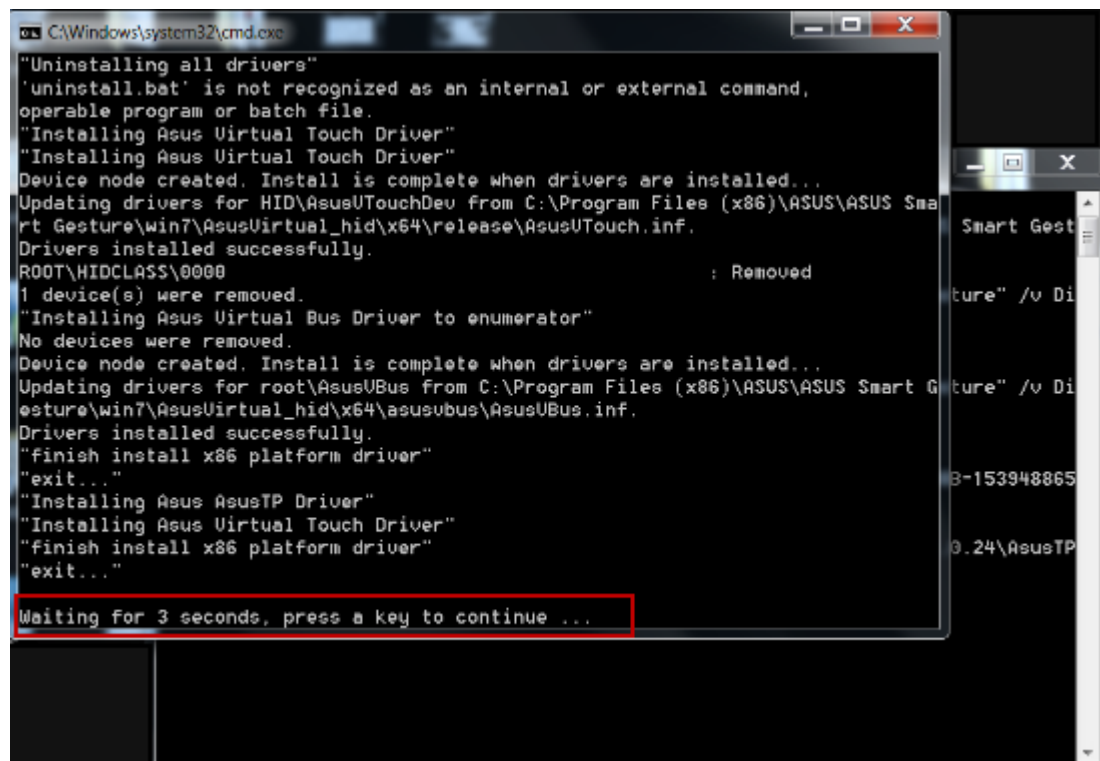 C:\Windows\system32\cmd.exe
"Uninstalling all drivers"
'uninstall.bat' is not recognized as an internal or external command,
operable program or batch file.
"Installing Asus Virtual Touch Driver"
"Installing Asus Virtual Touch Driver"
Device node created. Install is complete when drivers are installed...
Updating drivers for HID\AsusVTouchDev from C:\Program Files (x86)\ASUS\ASUS Sma
rt Gesture\win7\AsusVirtual_hid\x64\release\AsusVTouch.inf.
Drivers installed successfully.
ROOT\HIDCLASS\0000 : Removed
1 device(s) were removed.
"Installing Asus Virtual Bus Driver to enumerator"
No devices were removed.
Device node created. Install is complete when drivers are installed...
Updating drivers for root\AsusVBus from C:\Program Files (x86)\ASUS\ASUS Smart G
esture\win7\AsusVirtual_hid\x64\asusvbus\AsusVBus.inf.
Drivers installed successfully.
"finish install x86 platform driver"
"exit..."
"Installing Asus AsusTP Driver"
"Installing Asus Virtual Touch Driver"
"finish install x86 platform driver"
"exit..."
Waiting for 3 seconds, press a key to continue ...
Smart Gest
ture" /v Di
ture" /v Di
3-153948865
0.24\AsusTP